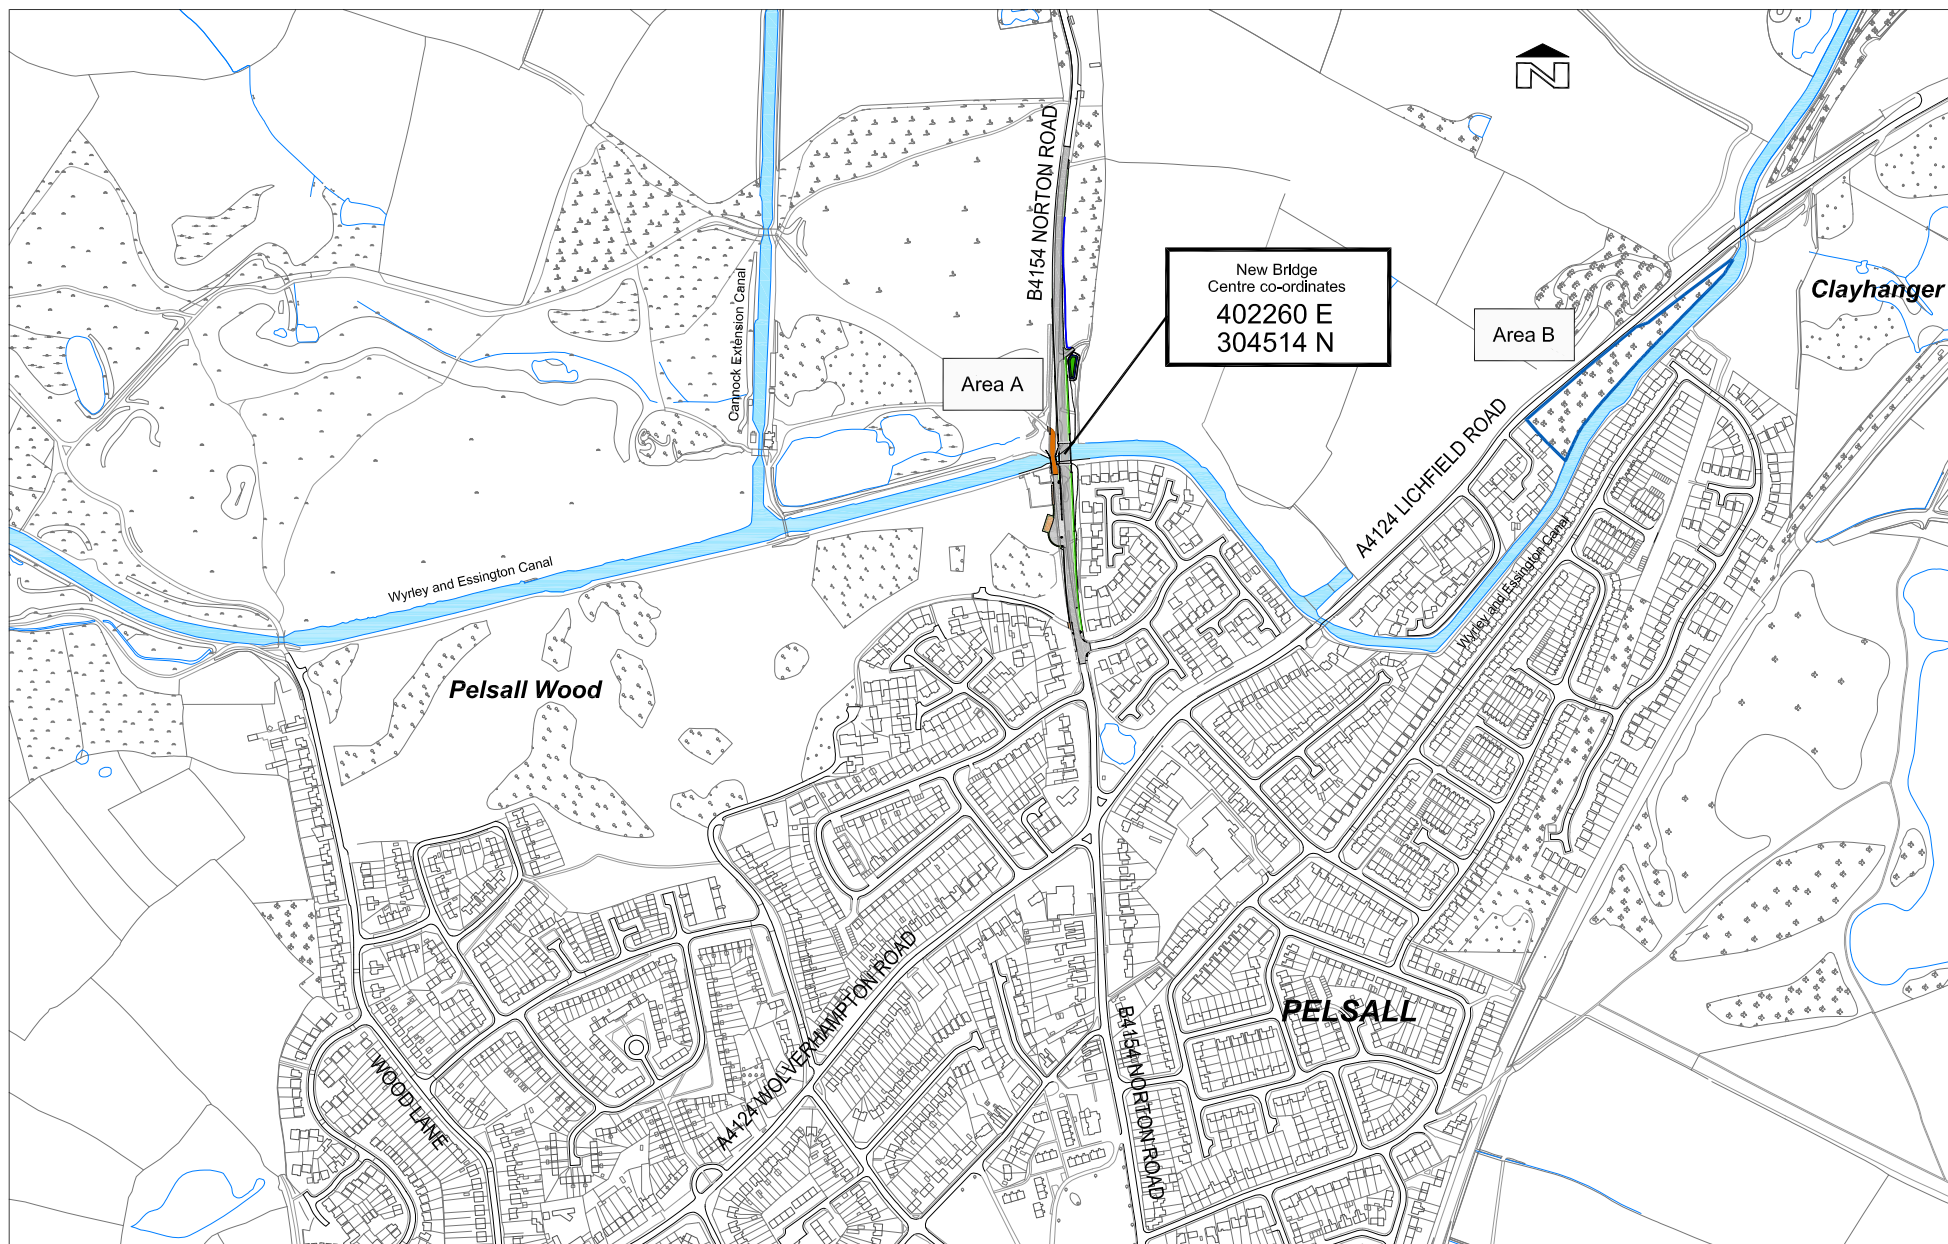 N
B4154 NORTON ROAD
New Bridge
Centre co-ordinates
402260 E
304514 N
Clayhanger
Area B
Cannock Extension Canal
Area A
A4124 LICHFIELD ROAD
Wyrley and Essington Canal
Wyrley and Essington Canal
Pelsall Wood
A4124 WOLVERHAMPTON ROAD
PELSALL
B4154 NORTON ROAD
WOOD LANE